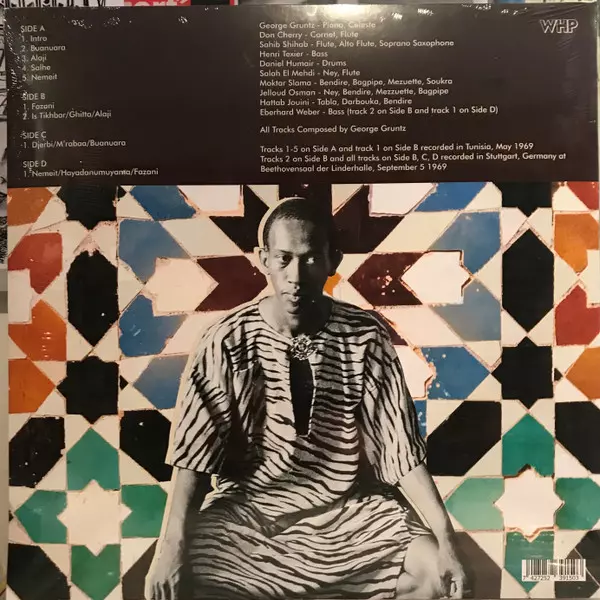 SIDE A
1. Intro
2. Buanuara
3. Alaji
4. Salhe
5. Nemeit
SIDE B
1. Fazani
2. Is Tikhbar/Ghitta/Alaji
SIDE C
1. Djerbi/M'rabaa/Buanuara
SIDE D
1. Nemeit/Hayadanumuyanta/Fazani
George Gruntz - Piano, Celeste
Don Cherry - Cornet, Flute
Sahib Shihab - Flute, Alto Flute, Soprano Saxophone
Henri Texier - Bass
Daniel Humair - Drums
Salah El Mehdi - Ney, Flute
Moktar Slama - Bendire, Bagpipe, Mezuette, Soukra
Jelloud Osman - Ney, Bendire, Mezzuette, Bagpipe
Hattab Jouini - Tabla, Darbouka, Bendire
Eberhard Weber - Bass (track 2 on Side B and track 1 on Side D)
All Tracks Composed by George Gruntz
Tracks 1-5 on Side A and track 1 on Side B recorded in Tunisia, May 1969
Tracks 2 on Side B and all tracks on Side B, C, D recorded in Stuttgart, Germany at
Beethovensaal der Linderhalle, September 5 1969
WHP
7 427252 391503